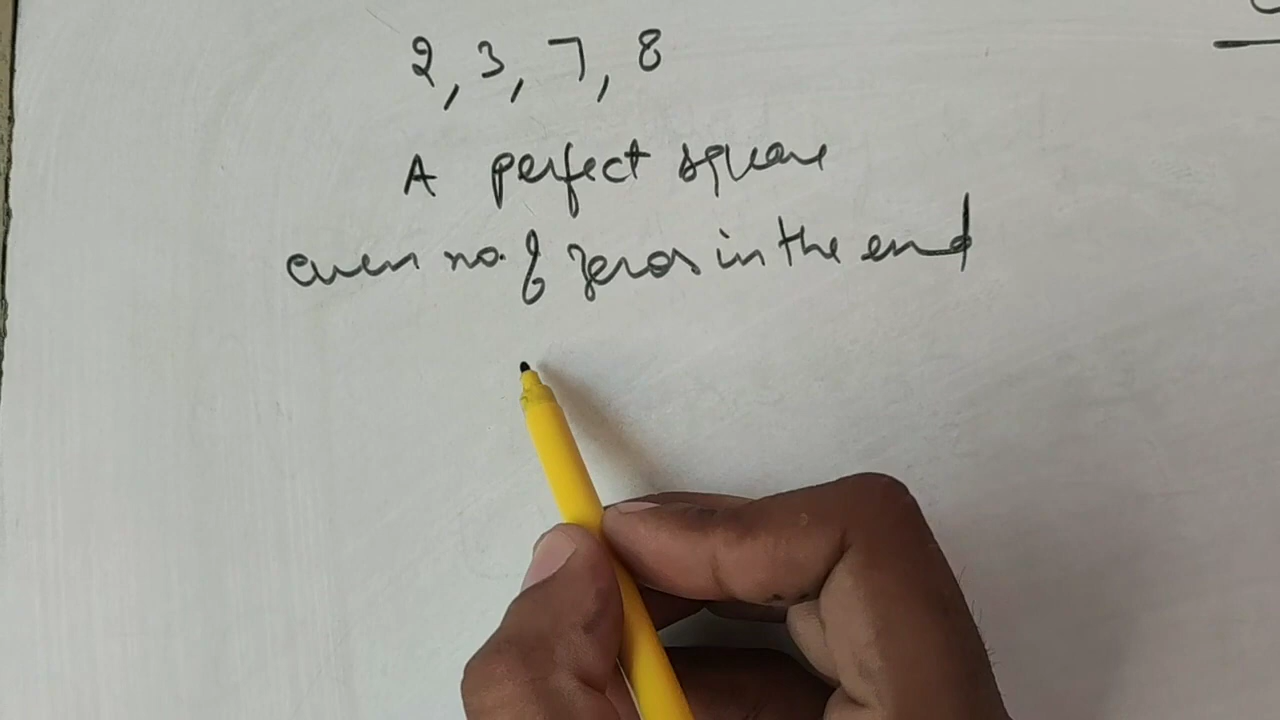 2, 3, 7, 8
A perfect square
even no. of zeros in the end